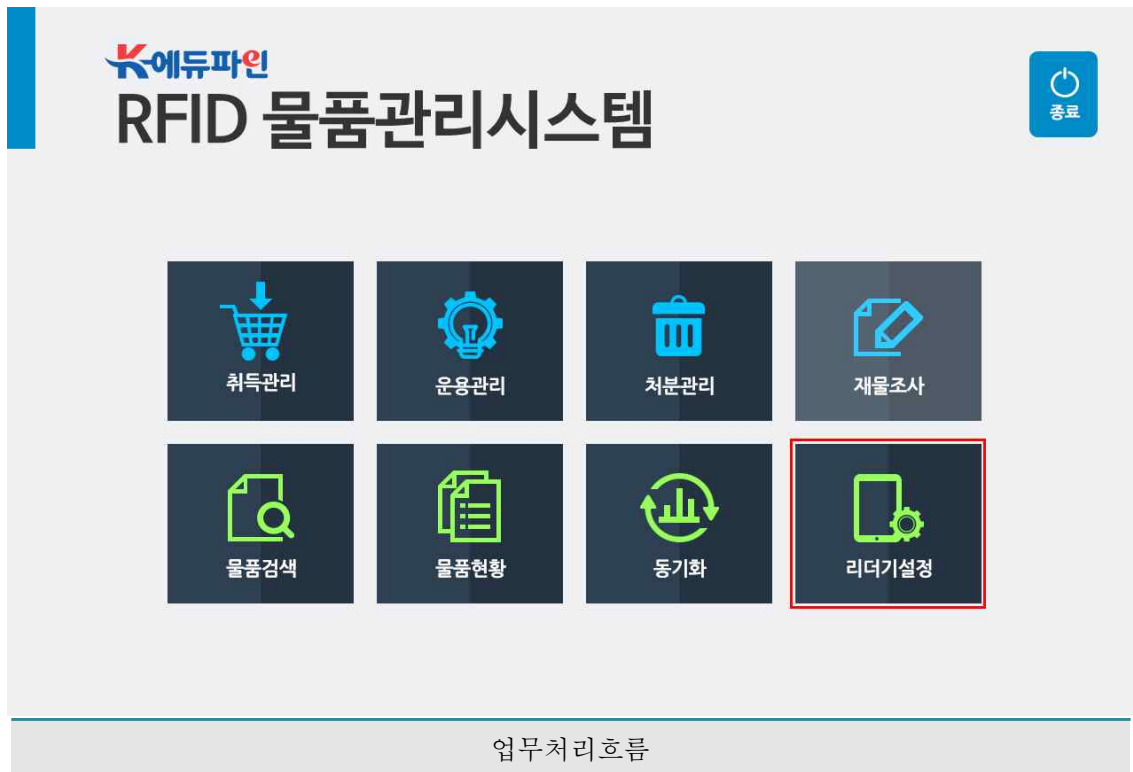 K-에듀파인
RFID 물품관리시스템
종료
취득관리
운용관리
처분관리
재물조사
물품검색
물품현황
동기화
리더기설정
업무처리흐름